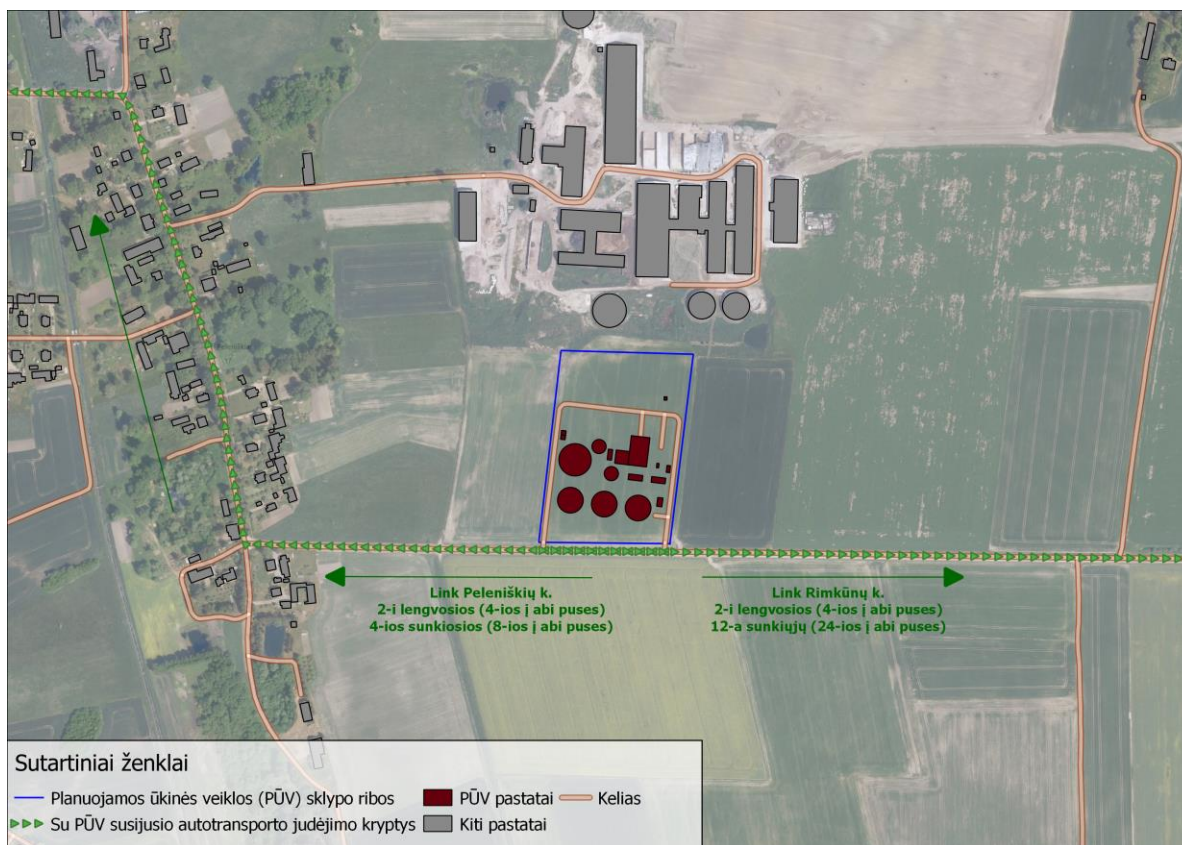 Link Peleniškių k.
2-i lengvosios (4-ios į abi puses)
4-ios sunkiosios (8-ios į abi puses)
Link Rimkūnų k.
2-i lengvosios (4-ios į abi puses)
12-a sunkiųjų (24-ios į abi puses)
Sutartiniai ženklai
Planuojamos ūkinės veiklos (PŪV) sklypo ribos
Su PŪV susijusio autotransporto judėjimo kryptys
PŪV pastatai
Kiti pastatai
Kelias